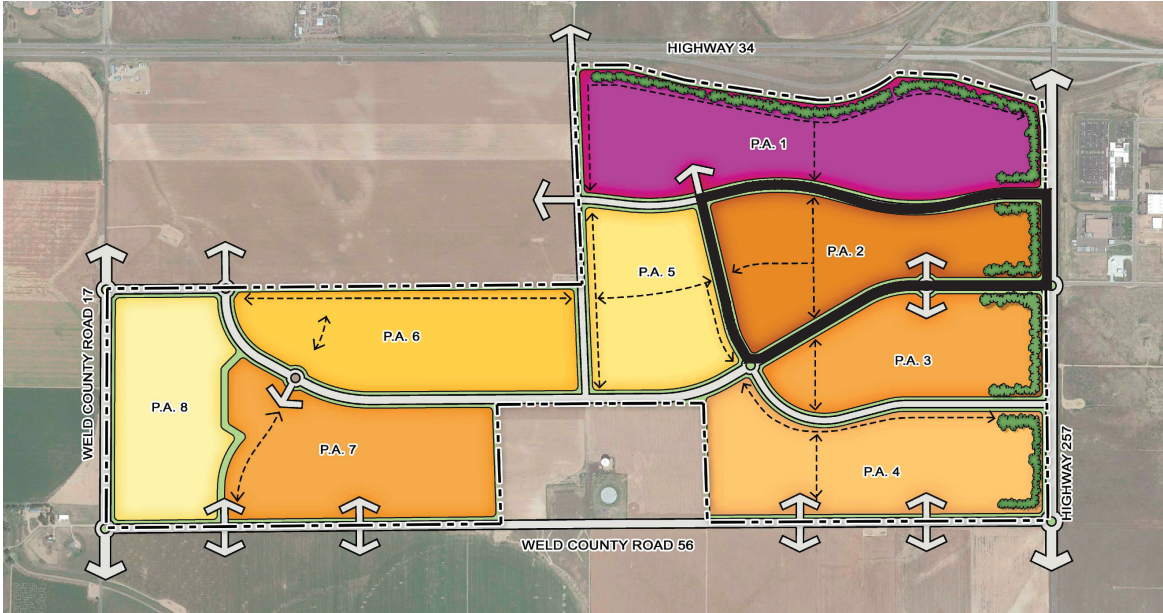 HIGHWAY 34
P.A. 1
P.A. 2
P.A. 5
P.A. 6
P.A. 3
WELD COUNTY ROAD 17
P.A. 8
P.A. 7
P.A. 4
HIGHWAY 257
WELD COUNTY ROAD 56